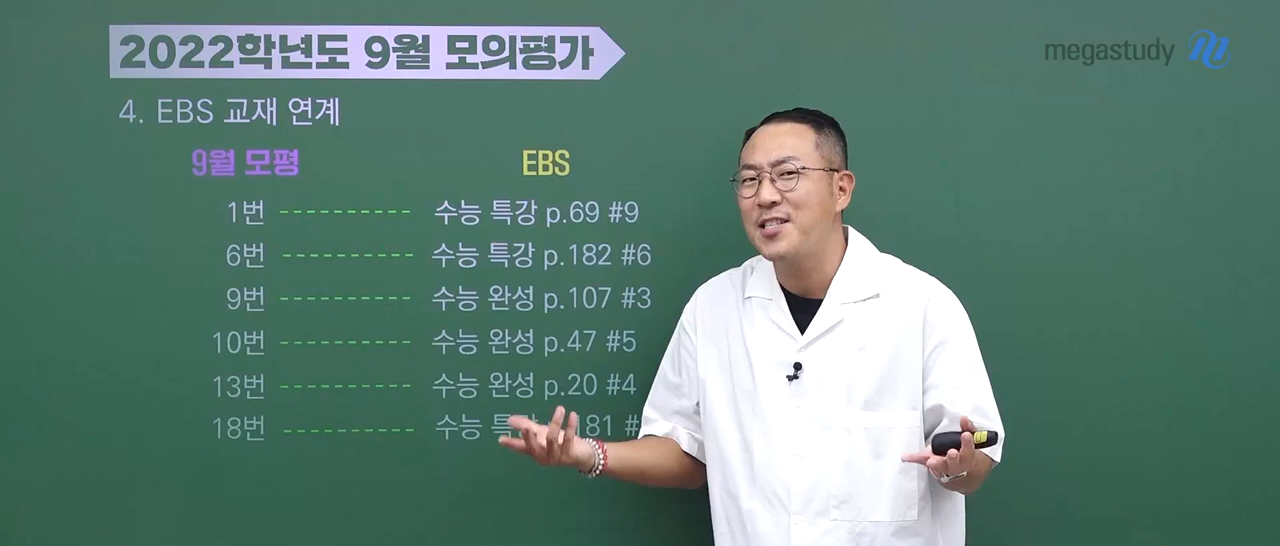 2022학년도 9월 모의평가
megastudy
4. EBS 교재 연계
9월 모평 EBS
1번 수능 특강 p.69 #9
6번 수능 특강 p.182 #6
9번 수능 완성 p.107 #3
10번 수능 완성 p.47 #5
13번 수능 완성 p.20 #4
18번 수능 181 #